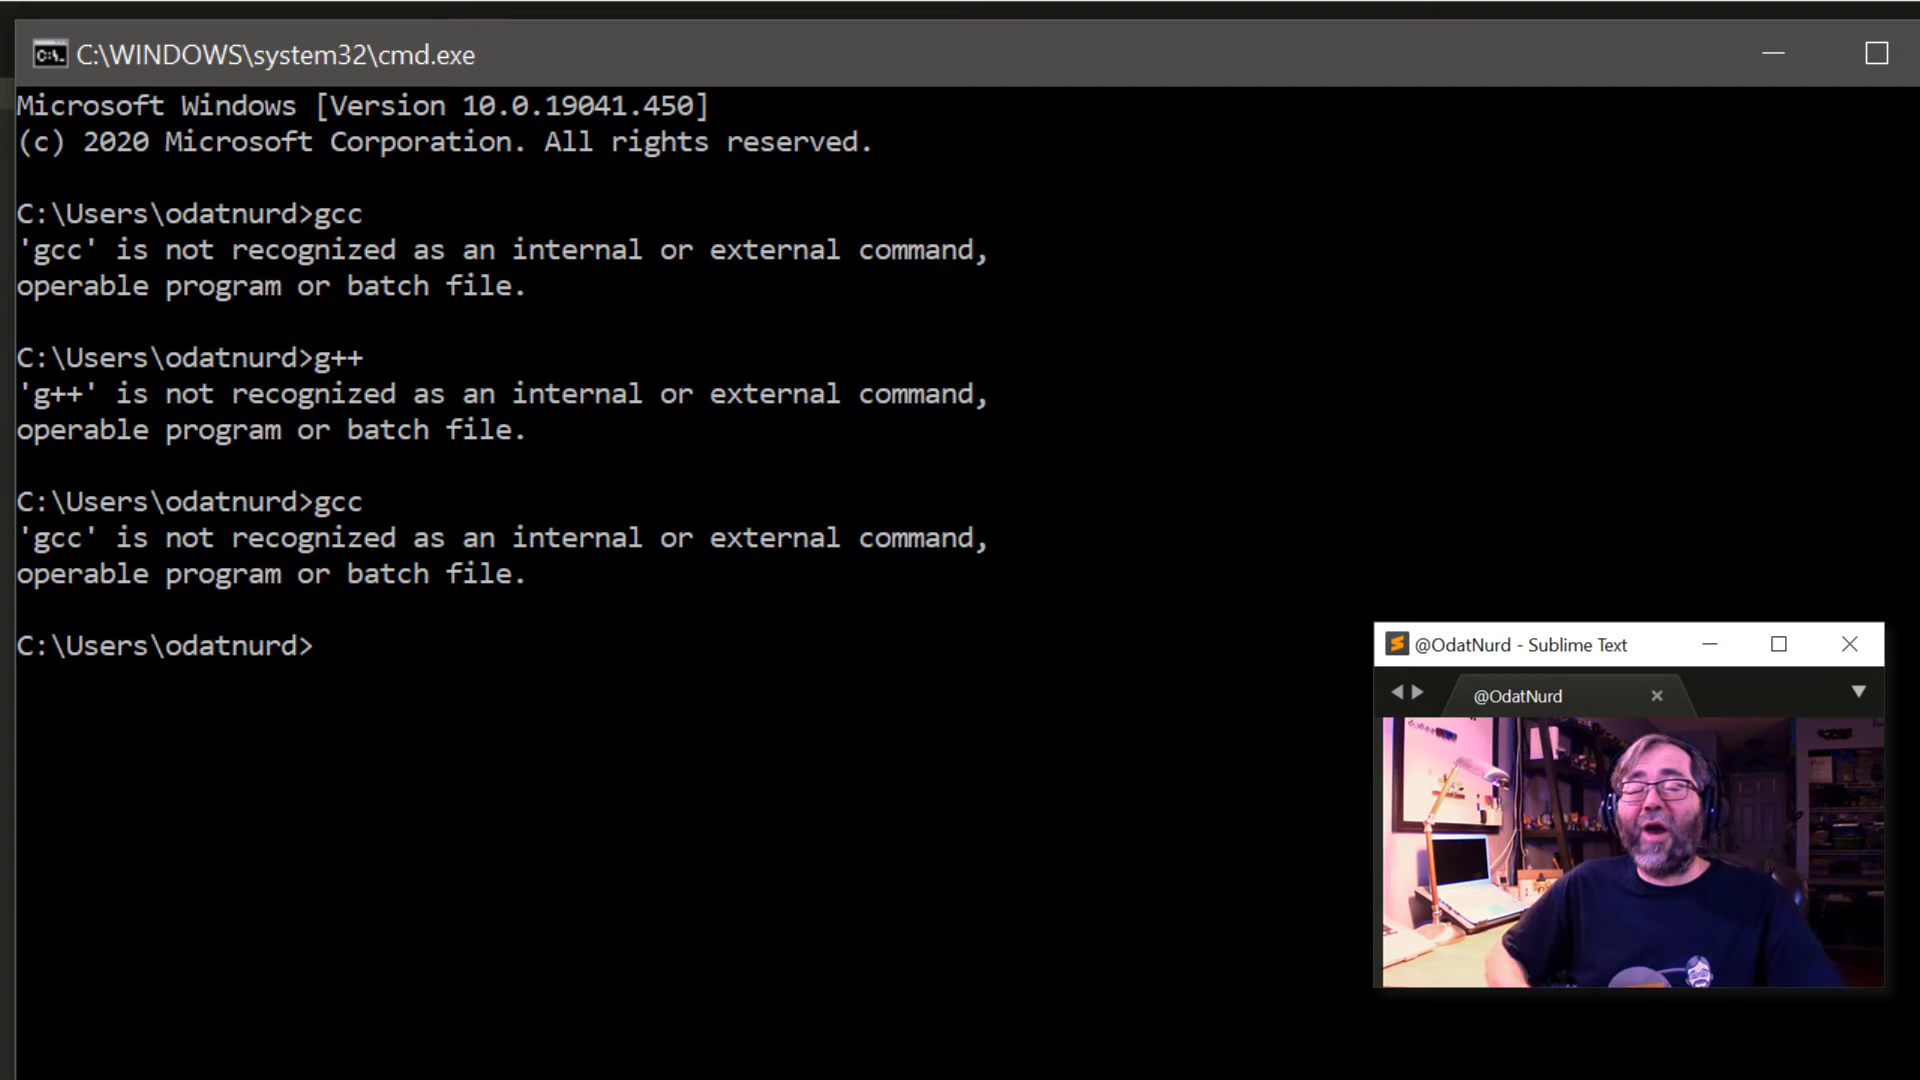 C:\WINDOWS\system32\cmd.exe
Microsoft Windows [Version 10.0.19041.450]
(c) 2020 Microsoft Corporation. All rights reserved.
C:\Users\odatnurd>gcc
'gcc' is not recognized as an internal or external command,
operable program or batch file.
C:\Users\odatnurd>g++
'g++' is not recognized as an internal or external command,
operable program or batch file.
C:\Users\odatnurd>gcc
'gcc' is not recognized as an internal or external command,
operable program or batch file.
C:\Users\odatnurd>
@OdatNurd - Sublime Text
@OdatNurd